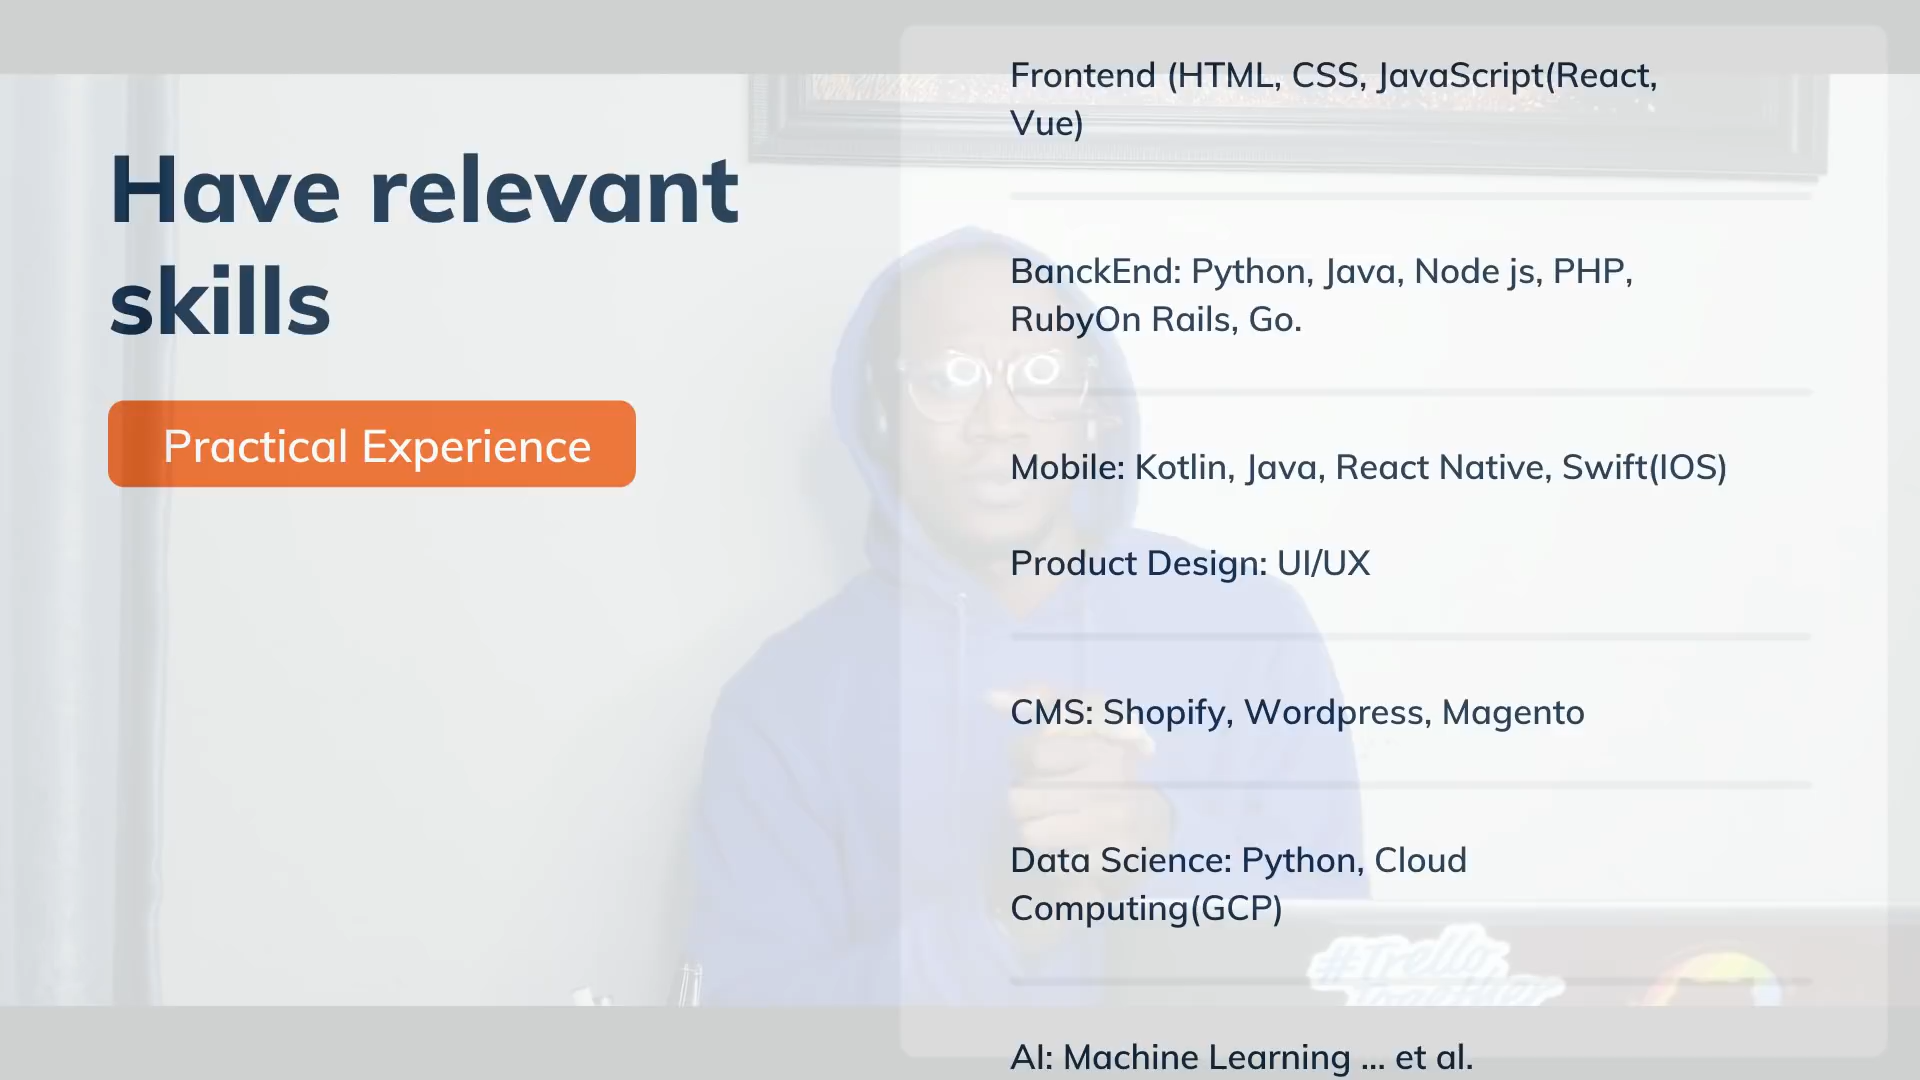 Have relevant
skills
Practical Experience
Frontend (HTML, CSS, JavaScript(React,
Vue)
BanckEnd: Python, Java, Node js, PHP,
RubyOn Rails, Go.
Mobile: Kotlin, Java, React Native, Swift(IOS)
Product Design: UI/UX
CMS: Shopify, Wordpress, Magento
Data Science: Python, Cloud
Computing(GCP)
#Trello
Together
AI: Machine Learning ... et al.